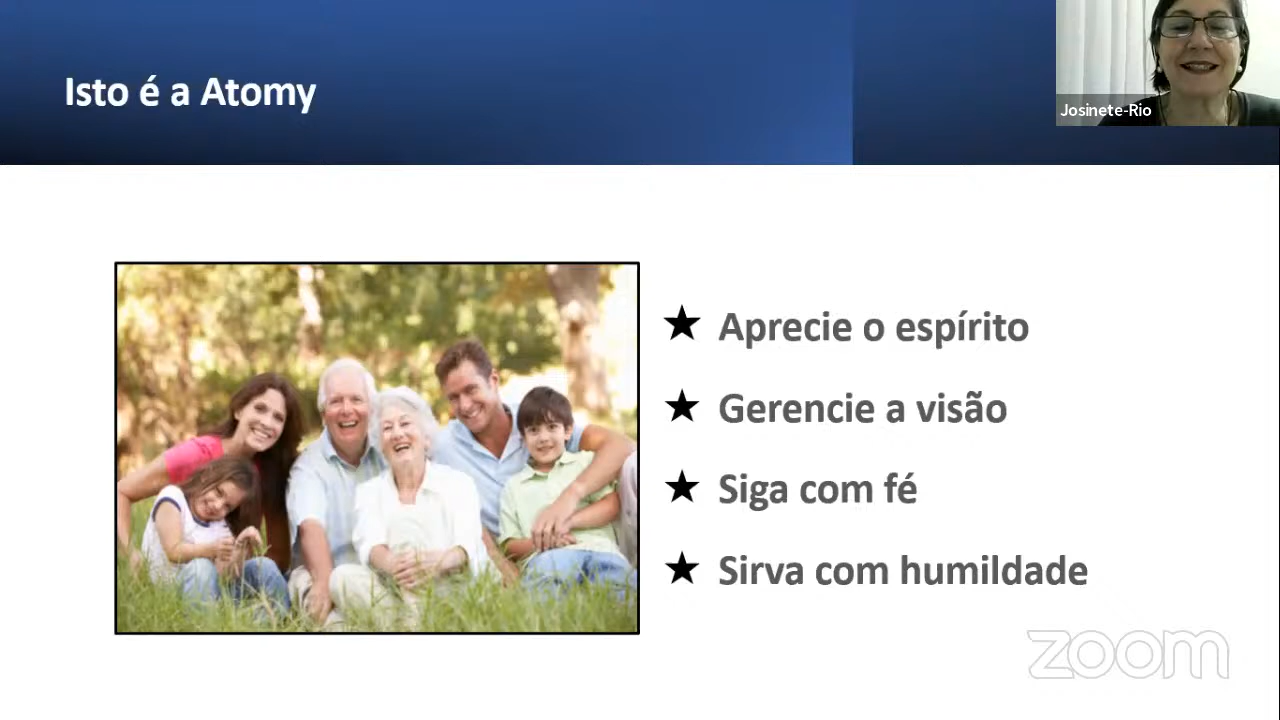 Isto é a Atomy
Josinete-Rio
Aprecie o espírito
Gerencie a visão
Siga com fé
Sirva com humildade
zoom